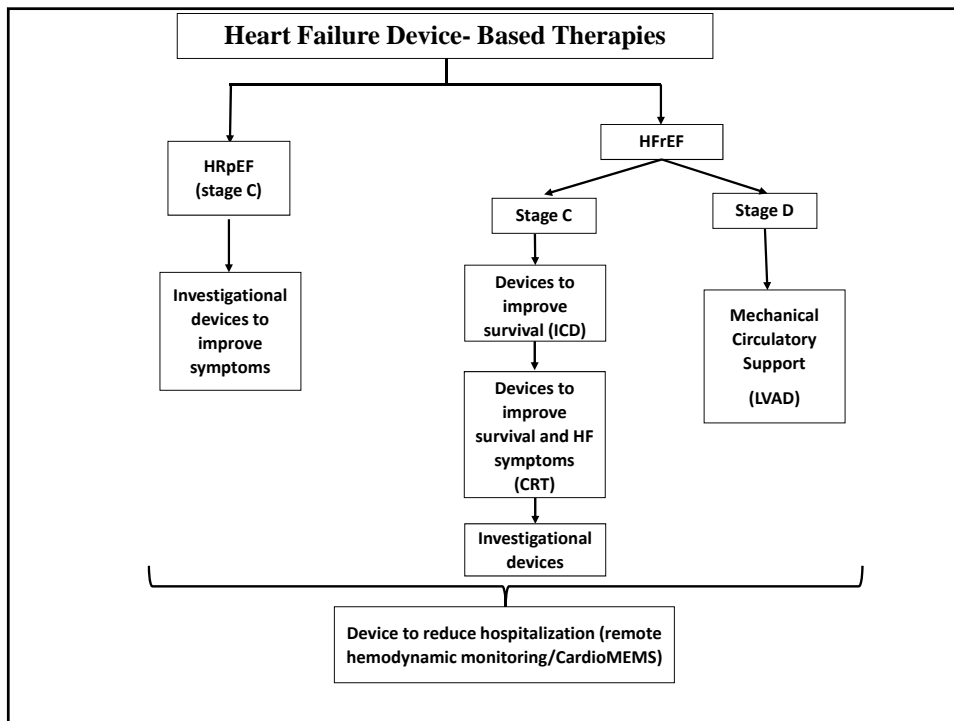 Heart Failure Device- Based Therapies
HRpEF
(stage C)
Investigational
devices to
improve
symptoms
HFrEF
Stage C
Stage D
Devices to
improve
survival (ICD)
Mechanical
Circulatory
Support
(LVAD)
Devices to
improve
survival and HF
symptoms
(CRT)
Investigational
devices
Device to reduce hospitalization (remote
hemodynamic monitoring/CardioMEMS)